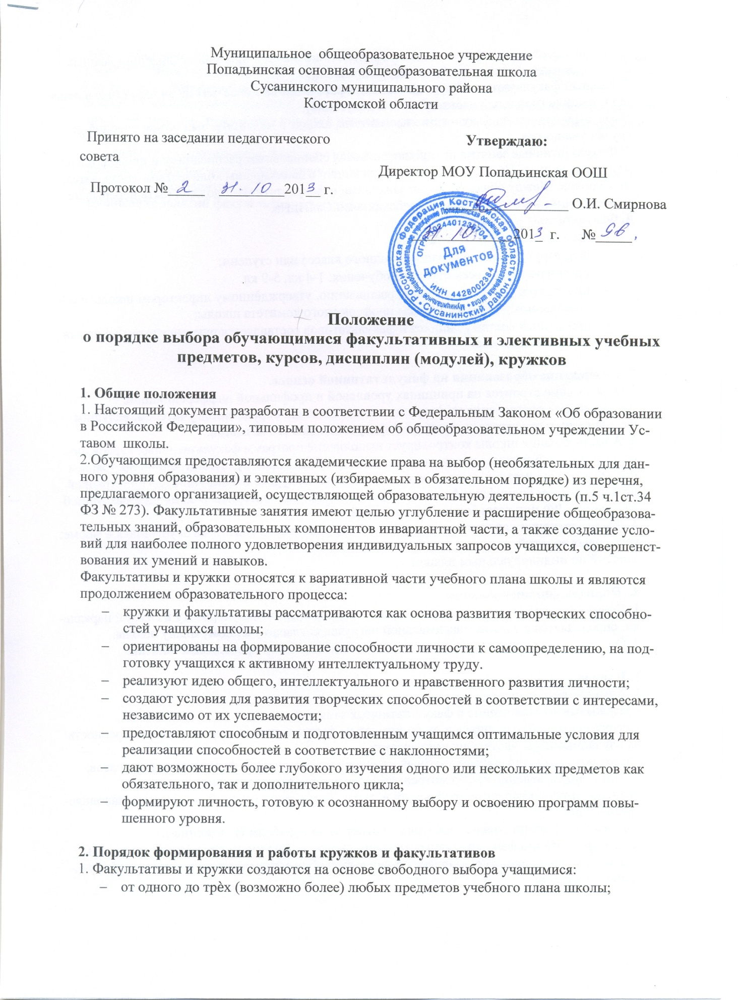 Муниципальное общеобразовательное учреждение
Попадьинская основная общеобразовательная школа
Сусанинского муниципального района
Костромской области
Принято на заседании педагогического
совета
Протокол №_2_ 31.10 2013 г.
Утверждаю:
Директор МОУ Попадьинская ООШ
О.И. Смирнова
31. 10 2013 г. №
Российская Федерация Костромская область • Сусанинский район •
Муниципальное общеобразовательное учреждение Попадьинская основная общеобразовательная школа •
ИНН 4428002384
Для
документов
Положение
о порядке выбора обучающимися факультативных и элективных учебных
предметов, курсов, дисциплин (модулей), кружков
1. Общие положения
1. Настоящий документ разработан в соответствии с Федеральным Законом «Об образовании
в Российской Федерации», типовым положением об общеобразовательном учреждении Ус-
тавом школы.
2.Обучающимся предоставляются академические права на выбор (необязательных для дан-
ного уровня образования) и элективных (избираемых в обязательном порядке) из перечня,
предлагаемого организацией, осуществляющей образовательную деятельность (п.5 ч.1ст.34
ФЗ № 273). Факультативные занятия имеют целью углубление и расширение общеобразова-
тельных знаний, образовательных компонентов инвариантной части, а также создание усло-
вий для наиболее полного удовлетворения индивидуальных запросов учащихся, совершенст-
вования их умений и навыков.
Факультативы и кружки относятся к вариативной части учебного плана школы и являются
продолжением образовательного процесса:
– кружки и факультативы рассматриваются как основа развития творческих способно-
стей учащихся школы;
– ориентированы на формирование способности личности к самоопределению, на под-
готовку учащихся к активному интеллектуальному труду.
– реализуют идею общего, интеллектуального и нравственного развития личности;
– создают условия для развития творческих способностей в соответствии с интересами,
независимо от их успеваемости;
– предоставляют способным и подготовленным учащимся оптимальные условия для
реализации способностей в соответствие с наклонностями;
– дают возможность более глубокого изучения одного или нескольких предметов как
обязательного, так и дополнительного цикла;
– формируют личность, готовую к осознанному выбору и освоению программ повы-
шенного уровня.
2. Порядок формирования и работы кружков и факультативов
1. Факультативы и кружки создаются на основе свободного выбора учащимися:
– от одного до трѐх (возможно более) любых предметов учебного плана школы;